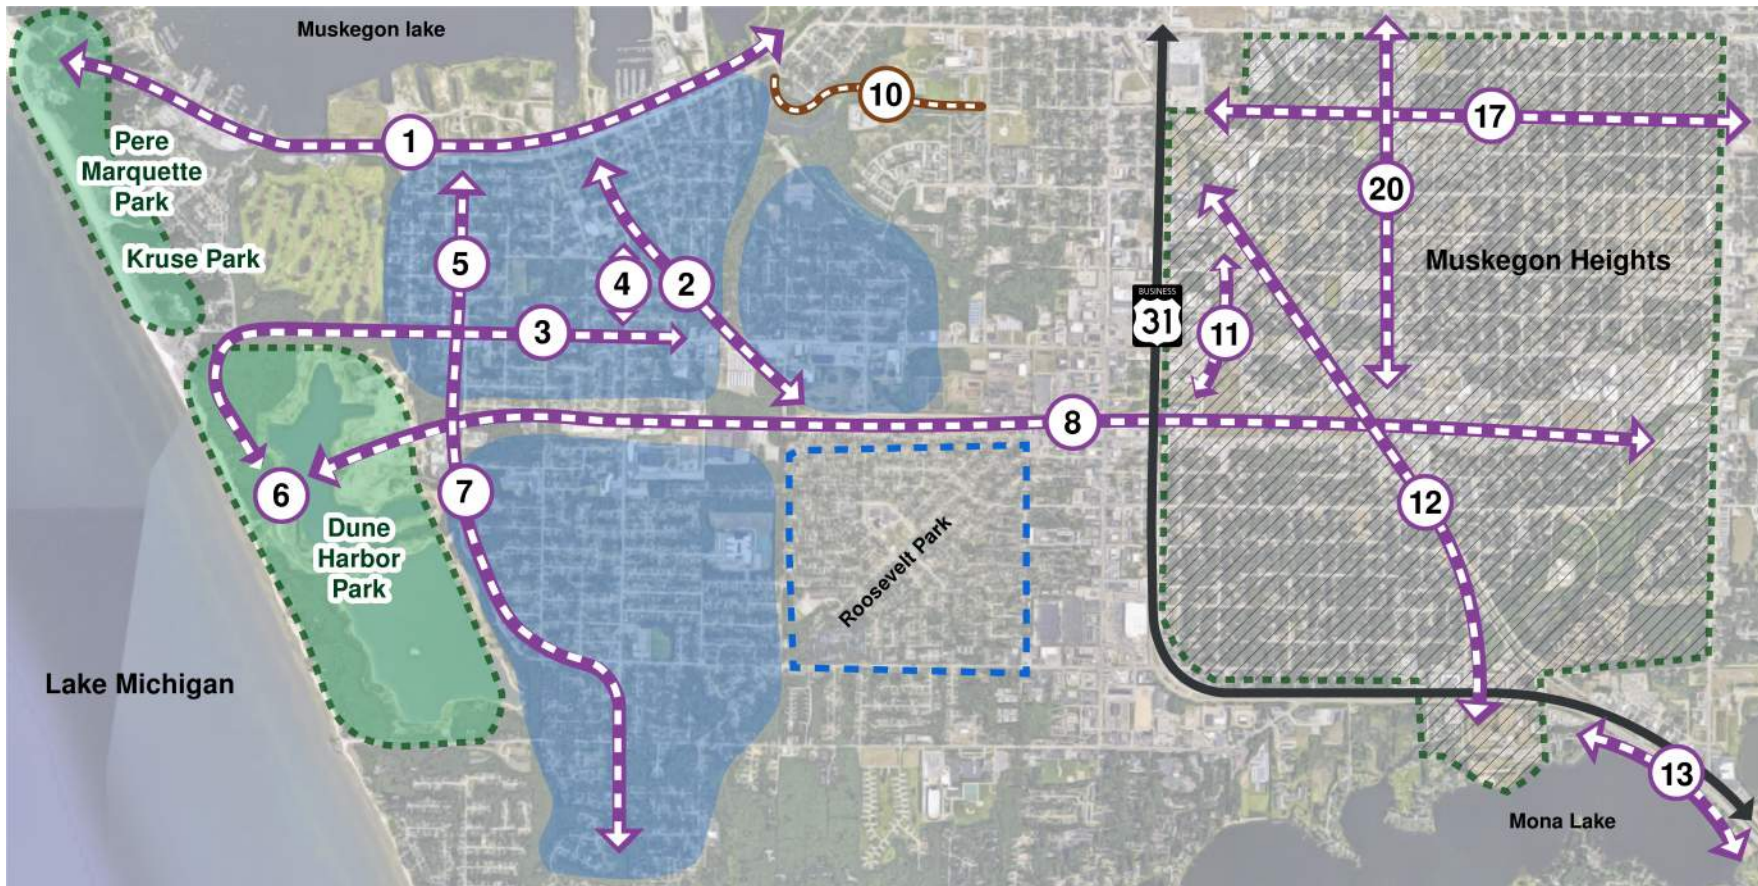 Muskegon lake
10
17
1
Pere
Marquette
Park
20
Kruse Park
5
4
2
Muskegon Heights
BUSINESS
31
3
11
8
6
7
12
Dune
Harbor
Park
Roosevelt Park
Lake Michigan
13
Mona Lake